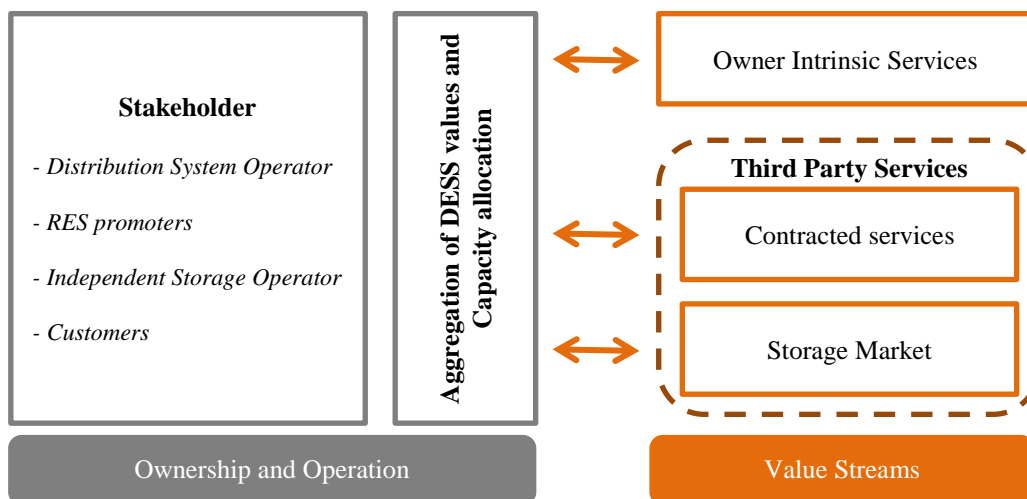 Stakeholder
- Distribution System Operator
- RES promoters
- Independent Storage Operator
- Customers
Aggregation of DESS values and
Capacity allocation
Owner Intrinsic Services
Third Party Services
Contracted services
Storage Market
Ownership and Operation
Value Streams